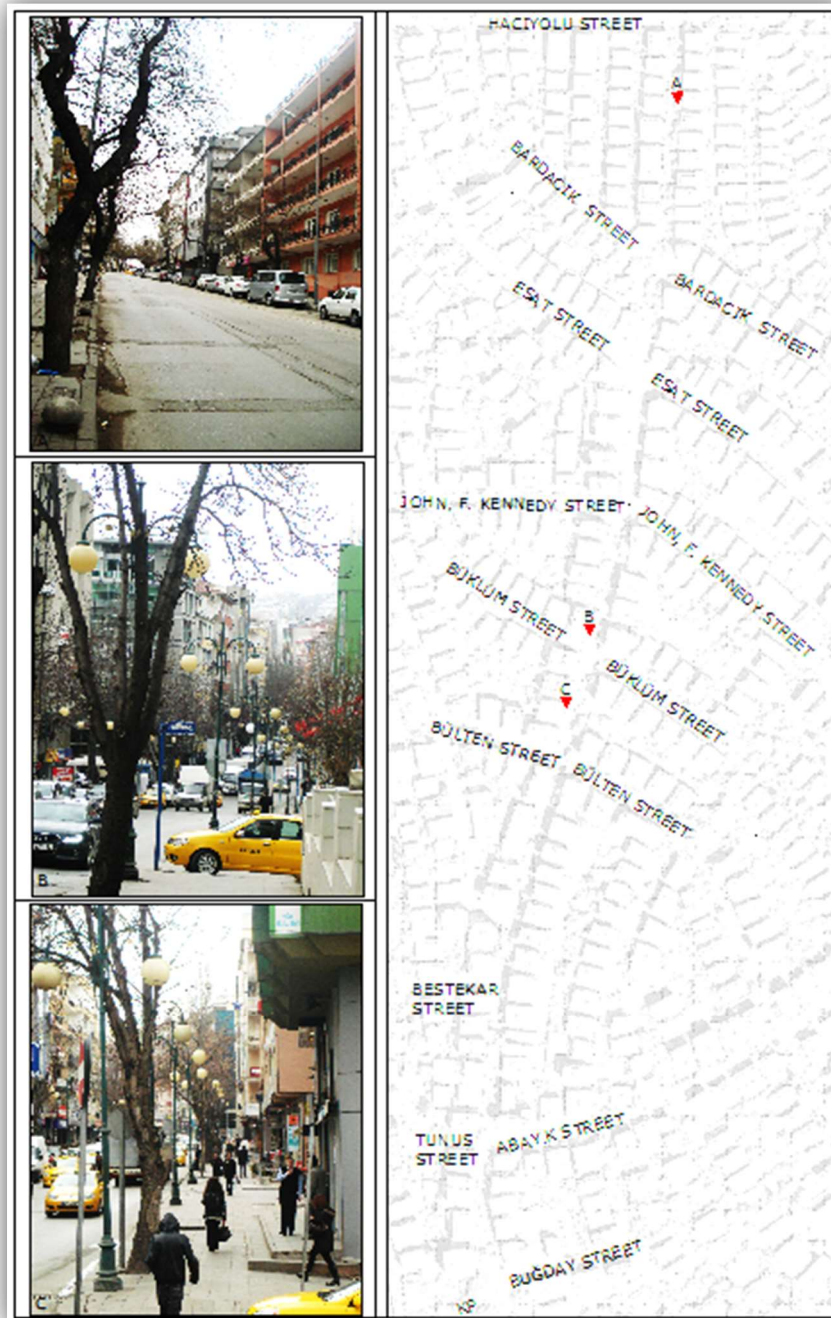 HACIYOLU STREET
A
BARDACIK STREET
BARDACIK STREET
ESAT STREET
ESAT STREET
JOHN, F. KENNEDY STREET
JOHN, F. KENNEDY STREET
B
BÜKLÜM STREET
BÜKLÜM STREET
C
BÜLTEN STREET
BÜLTEN STREET
B
BESTEKAR
STREET
TUNUS
STREET
ABAY K STREET
BUĞDAY STREET
KP
C